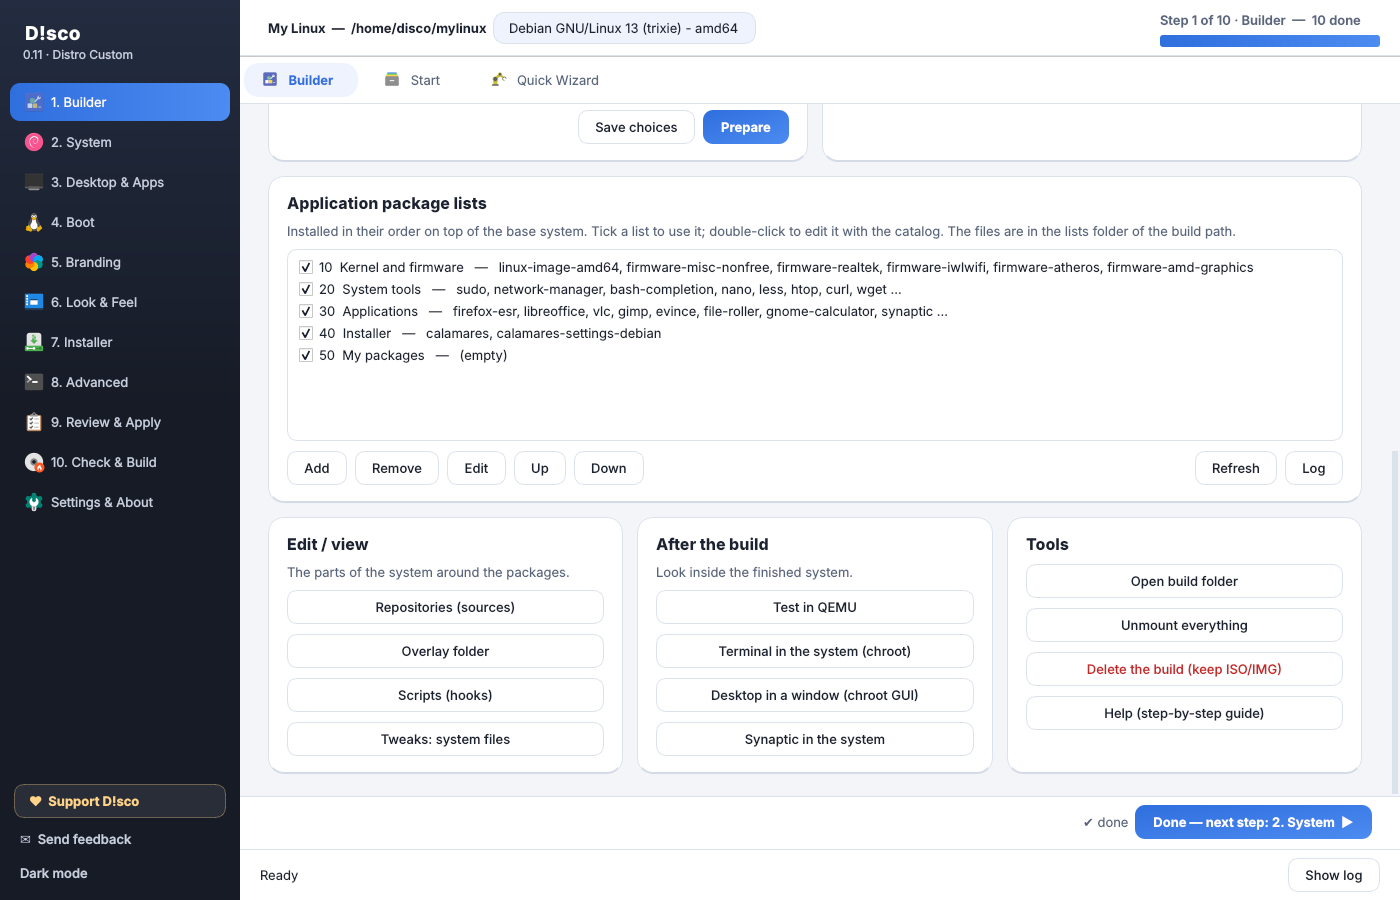 D!sco
0.11 · Distro Custom
1. Builder
2. System
3. Desktop & Apps
4. Boot
5. Branding
6. Look & Feel
7. Installer
8. Advanced
9. Review & Apply
10. Check & Build
Settings & About
♥ Support D!sco
✉ Send feedback
Dark mode
My Linux — /home/disco/mylinux
Debian GNU/Linux 13 (trixie) - amd64
Step 1 of 10 · Builder — 10 done
Builder
Start
Quick Wizard
Save choices
Prepare
Application package lists
Installed in their order on top of the base system. Tick a list to use it; double-click to edit it with the catalog. The files are in the lists folder of the build path.
10 Kernel and firmware — linux-image-amd64, firmware-misc-nonfree, firmware-realtek, firmware-iwlwifi, firmware-atheros, firmware-amd-graphics
20 System tools — sudo, network-manager, bash-completion, nano, less, htop, curl, wget ...
30 Applications — firefox-esr, libreoffice, vlc, gimp, evince, file-roller, gnome-calculator, synaptic ...
40 Installer — calamares, calamares-settings-debian
50 My packages — (empty)
Add
Remove
Edit
Up
Down
Refresh
Log
Edit / view
The parts of the system around the packages.
Repositories (sources)
Overlay folder
Scripts (hooks)
Tweaks: system files
After the build
Look inside the finished system.
Test in QEMU
Terminal in the system (chroot)
Desktop in a window (chroot GUI)
Synaptic in the system
Tools
Open build folder
Unmount everything
Delete the build (keep ISO/IMG)
Help (step-by-step guide)
✔ done
Done — next step: 2. System ▶
Ready
Show log